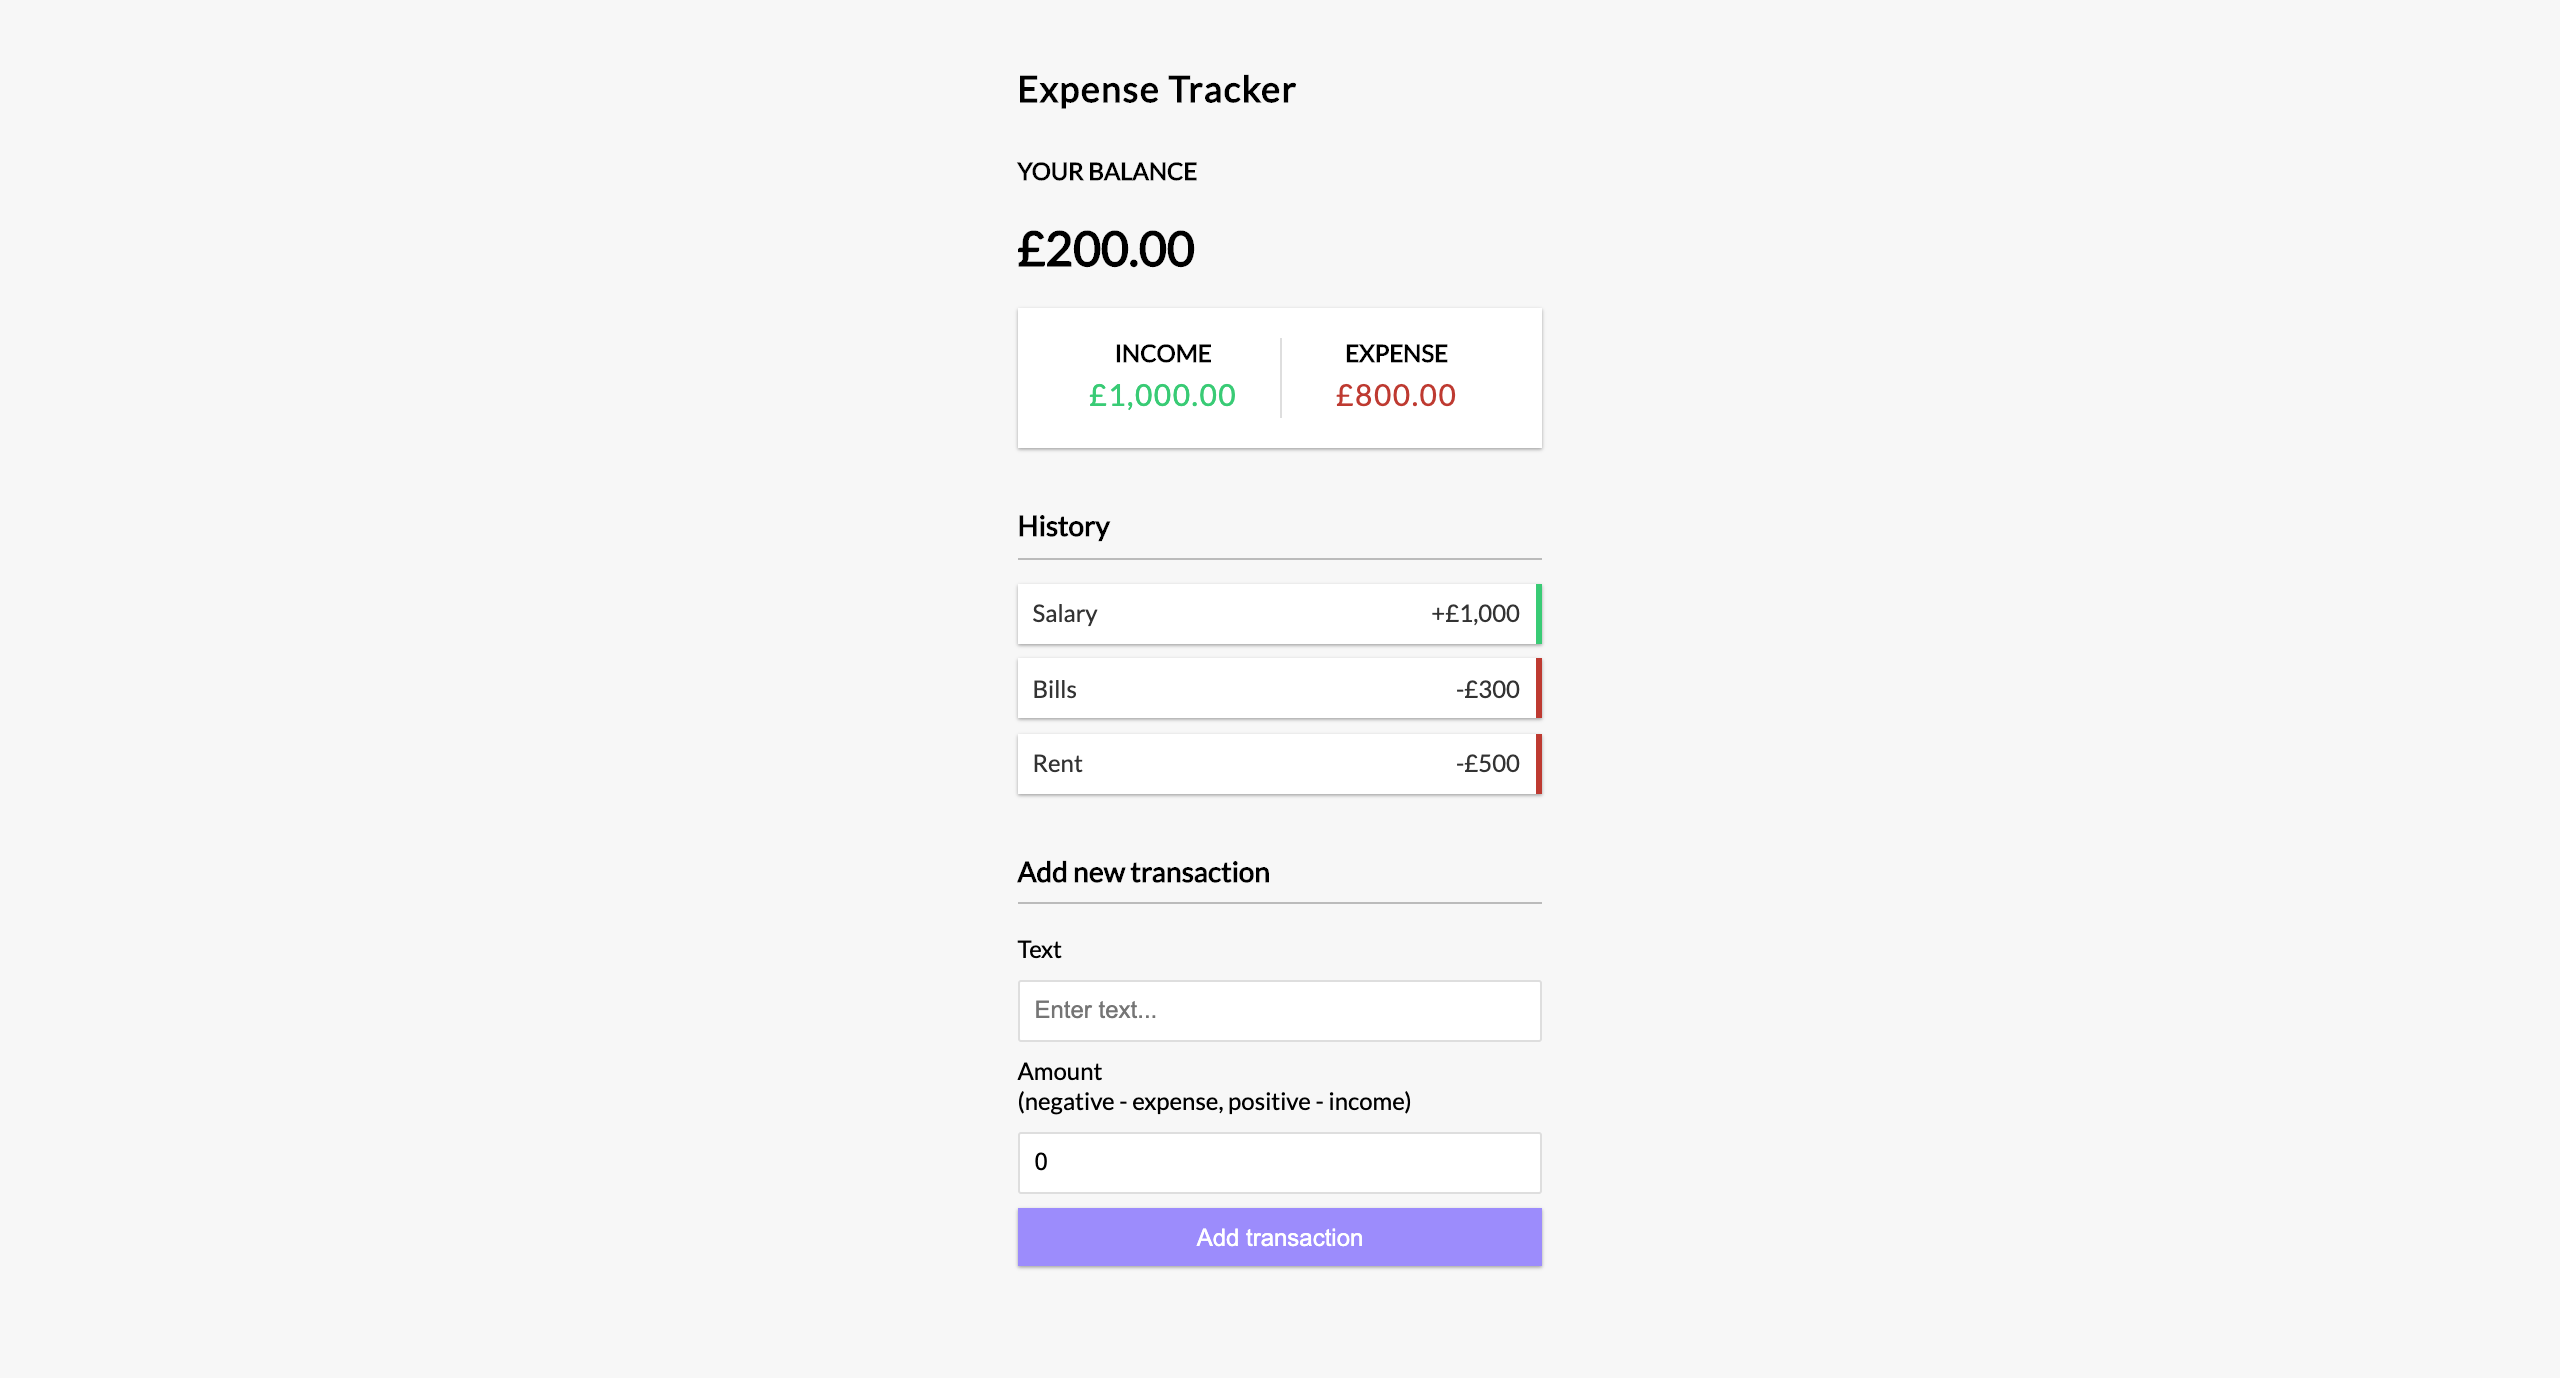 Expense Tracker
YOUR BALANCE
£200.00
INCOME
£1,000.00
EXPENSE
£800.00
History
Salary +£1,000
Bills -£300
Rent -£500
Add new transaction
Text
Enter text...
Amount
(negative - expense, positive - income)
0
Add transaction